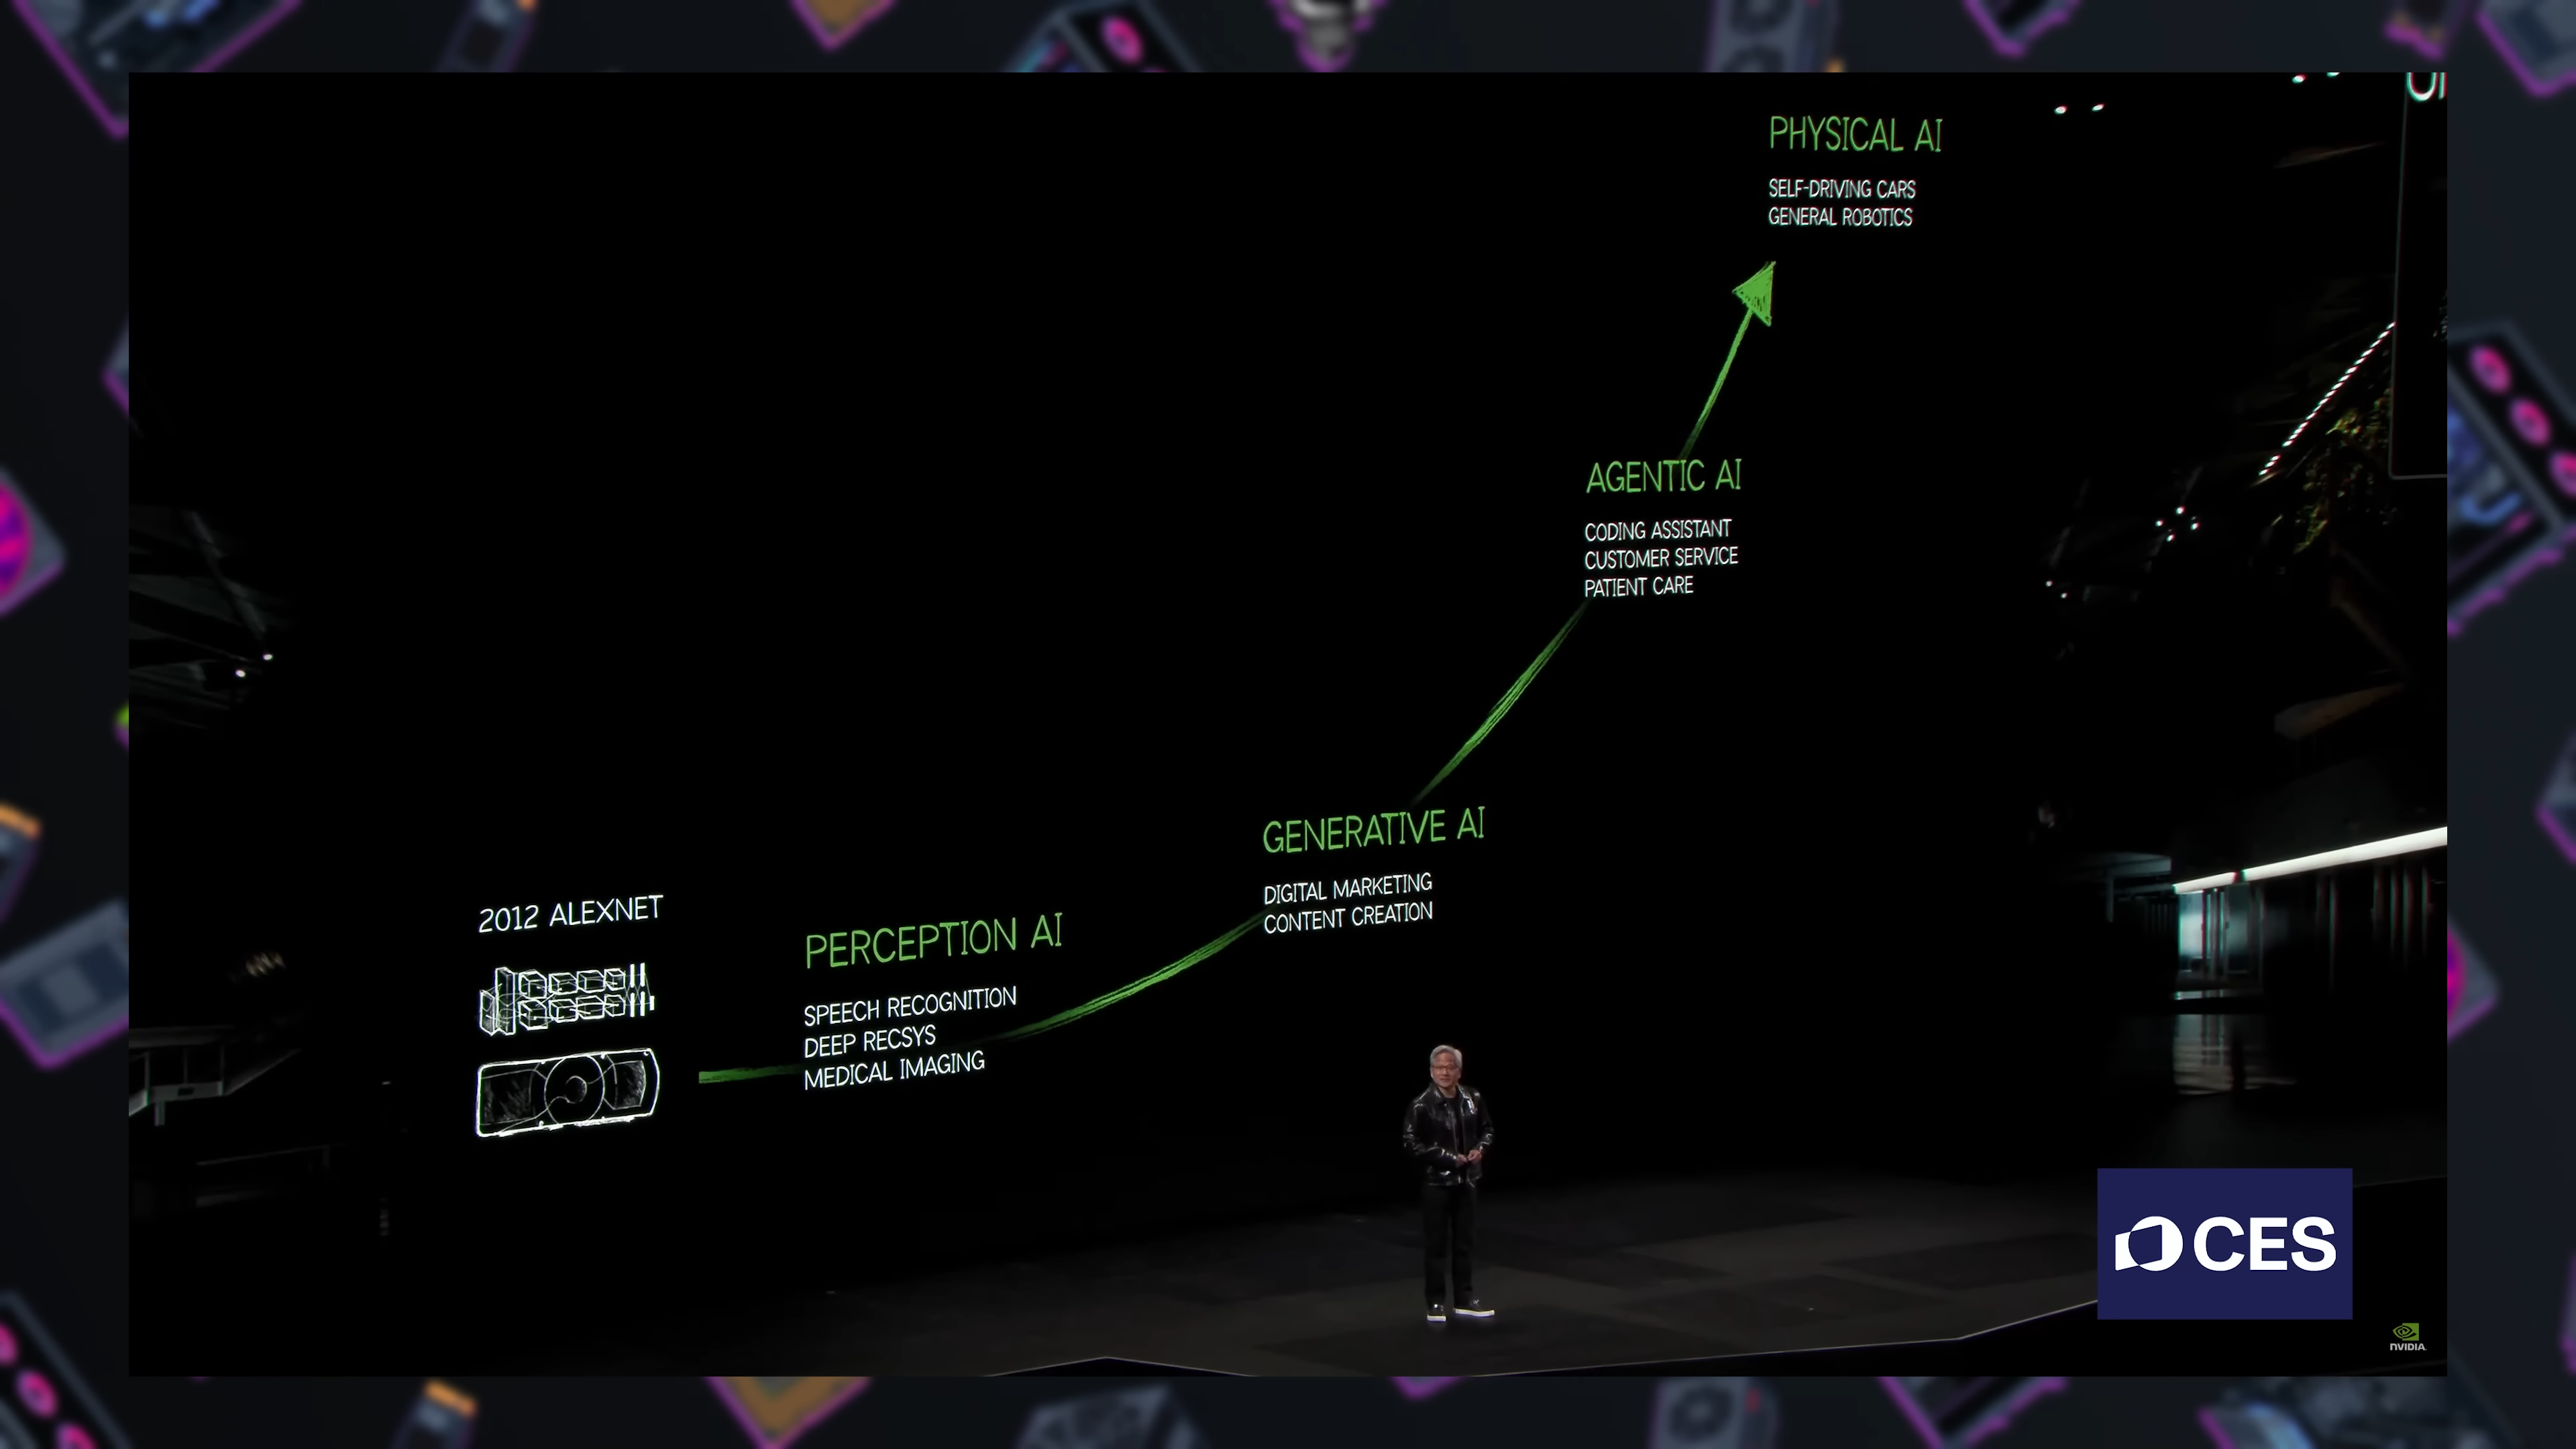 PHYSICAL AI
SELF-DRIVING CARS
GENERAL ROBOTICS
AGENTIC AI
CODING ASSISTANT
CUSTOMER SERVICE
PATIENT CARE
GENERATIVE AI
DIGITAL MARKETING
CONTENT CREATION
2012 ALEXNET
PERCEPTION AI
SPEECH RECOGNITION
DEEP RECSYS
MEDICAL IMAGING
CES
NVIDIA